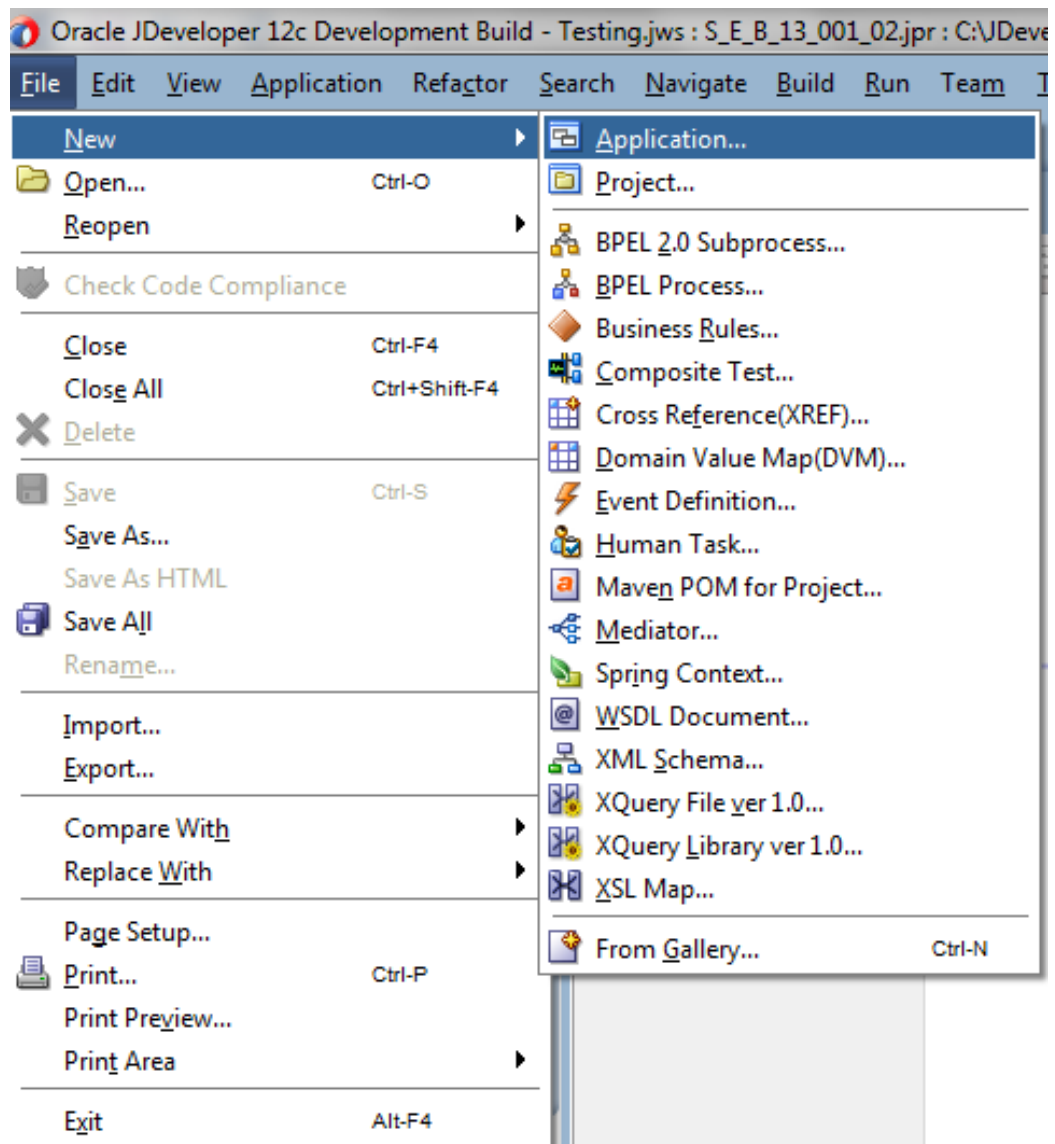 Oracle JDeveloper 12c Development Build - Testing.jws : S_E_B_13_001_02.jpr : C:\JDeve
File Edit View Application Refactor Search Navigate Build Run Team T
New
Open... Ctrl-O
Reopen
Check Code Compliance
Close Ctrl-F4
Close All Ctrl+Shift-F4
Delete
Save Ctrl-S
Save As...
Save As HTML
Save All
Rename...
Import...
Export...
Compare With
Replace With
Page Setup...
Print... Ctrl-P
Print Preview...
Print Area
Exit Alt-F4
Application...
Project...
BPEL 2.0 Subprocess...
BPEL Process...
Business Rules...
Composite Test...
Cross Reference(XREF)...
Domain Value Map(DVM)...
Event Definition...
Human Task...
Maven POM for Project...
Mediator...
Spring Context...
WSDL Document...
XML Schema...
XQuery File ver 1.0...
XQuery Library ver 1.0...
XSL Map...
From Gallery... Ctrl-N